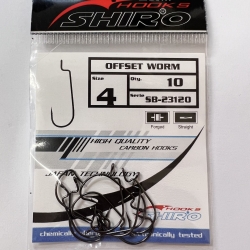 HOOKS
SHIRO
OFFSET WORM
Size
4
Qty.
10
Serie
SB-23120
Forged
Straight
HIGH QUALITY
CARBON HOOKS
JAPAN TECHNOLOGY
HOOKS
SHIRO
chemically
tested